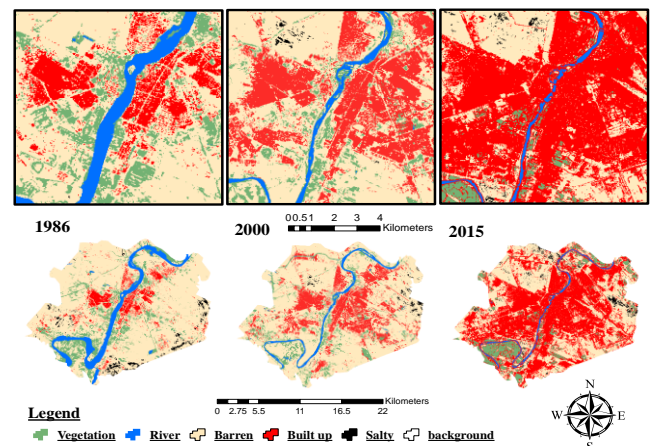 1986
2000
2015
0 0.5 1 2 3 4
Kilometers
Kilometers
0 2.75 5.5 11 16.5 22
N
W E
S
Legend
Vegetation River Barren Built up Salty background